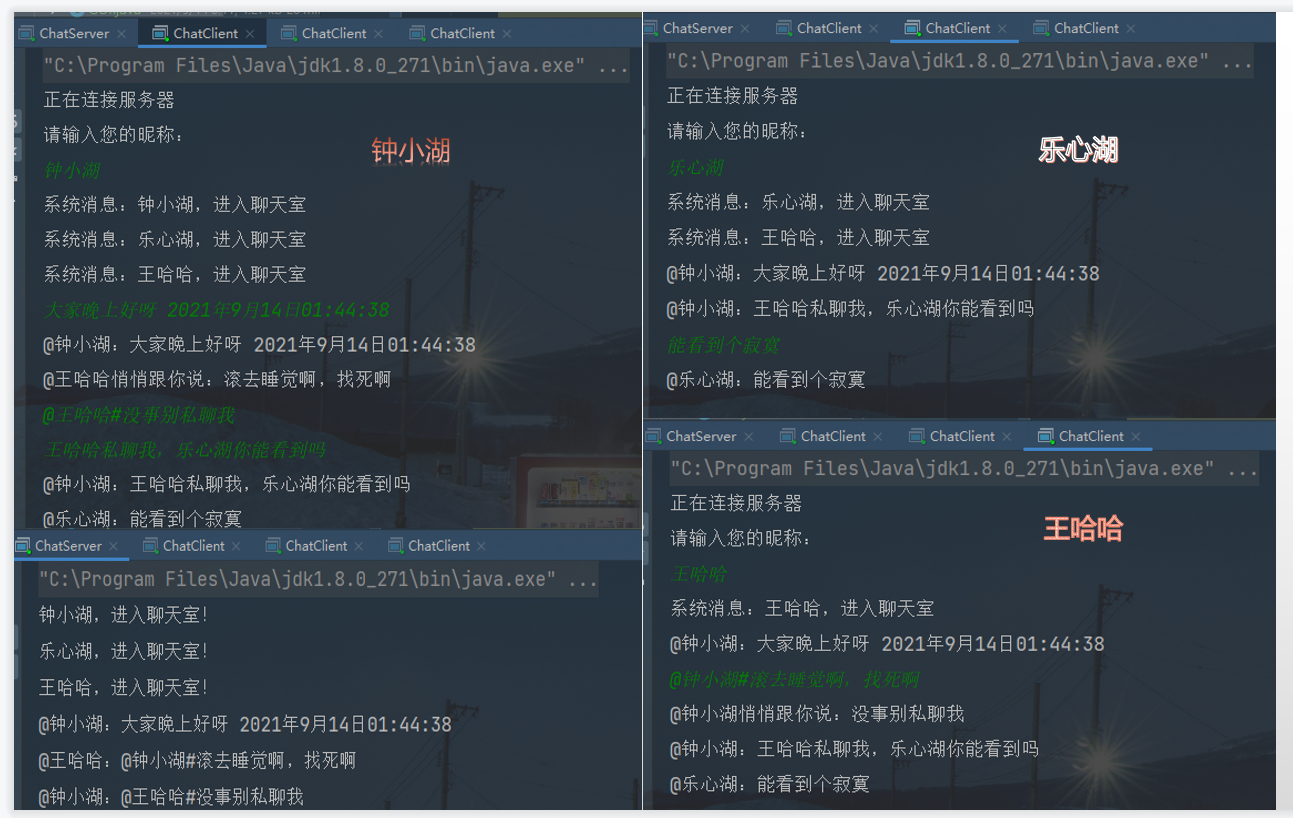 ChatServer × ChatClient × ChatClient × ChatClient ×
"C:\Program Files\Java\jdk1.8.0_271\bin\java.exe" ...
正在连接服务器
请输入您的昵称:
钟小湖
钟小湖
系统消息: 钟小湖, 进入聊天室
系统消息: 乐心湖, 进入聊天室
系统消息: 王哈哈, 进入聊天室
大家晚上好呀 2021年9月14日01:44:38
@钟小湖: 大家晚上好呀 2021年9月14日01:44:38
@王哈哈悄悄跟你说: 滚去睡觉啊, 找死啊
@王哈哈#没事别私聊我
王哈哈私聊我, 乐心湖你能看到吗
@钟小湖: 王哈哈私聊我, 乐心湖你能看到吗
@乐心湖: 能看到个寂寞
ChatServer × ChatClient × ChatClient × ChatClient ×
"C:\Program Files\Java\jdk1.8.0_271\bin\java.exe" ...
钟小湖, 进入聊天室!
乐心湖, 进入聊天室!
王哈哈, 进入聊天室!
@钟小湖: 大家晚上好呀 2021年9月14日01:44:38
@王哈哈: @钟小湖#滚去睡觉啊, 找死啊
@钟小湖: @王哈哈#没事别私聊我
ChatServer × ChatClient × ChatClient × ChatClient ×
"C:\Program Files\Java\jdk1.8.0_271\bin\java.exe" ...
正在连接服务器
请输入您的昵称:
乐心湖
乐心湖
系统消息: 乐心湖, 进入聊天室
系统消息: 王哈哈, 进入聊天室
@钟小湖: 大家晚上好呀 2021年9月14日01:44:38
@钟小湖: 王哈哈私聊我, 乐心湖你能看到吗
能看到个寂寞
@乐心湖: 能看到个寂寞
ChatServer × ChatClient × ChatClient × ChatClient ×
"C:\Program Files\Java\jdk1.8.0_271\bin\java.exe" ...
正在连接服务器
请输入您的昵称:
王哈哈
王哈哈
系统消息: 王哈哈, 进入聊天室
@钟小湖: 大家晚上好呀 2021年9月14日01:44:38
@钟小湖#滚去睡觉啊, 找死啊
@钟小湖悄悄跟你说: 没事别私聊我
@钟小湖: 王哈哈私聊我, 乐心湖你能看到吗
@乐心湖: 能看到个寂寞